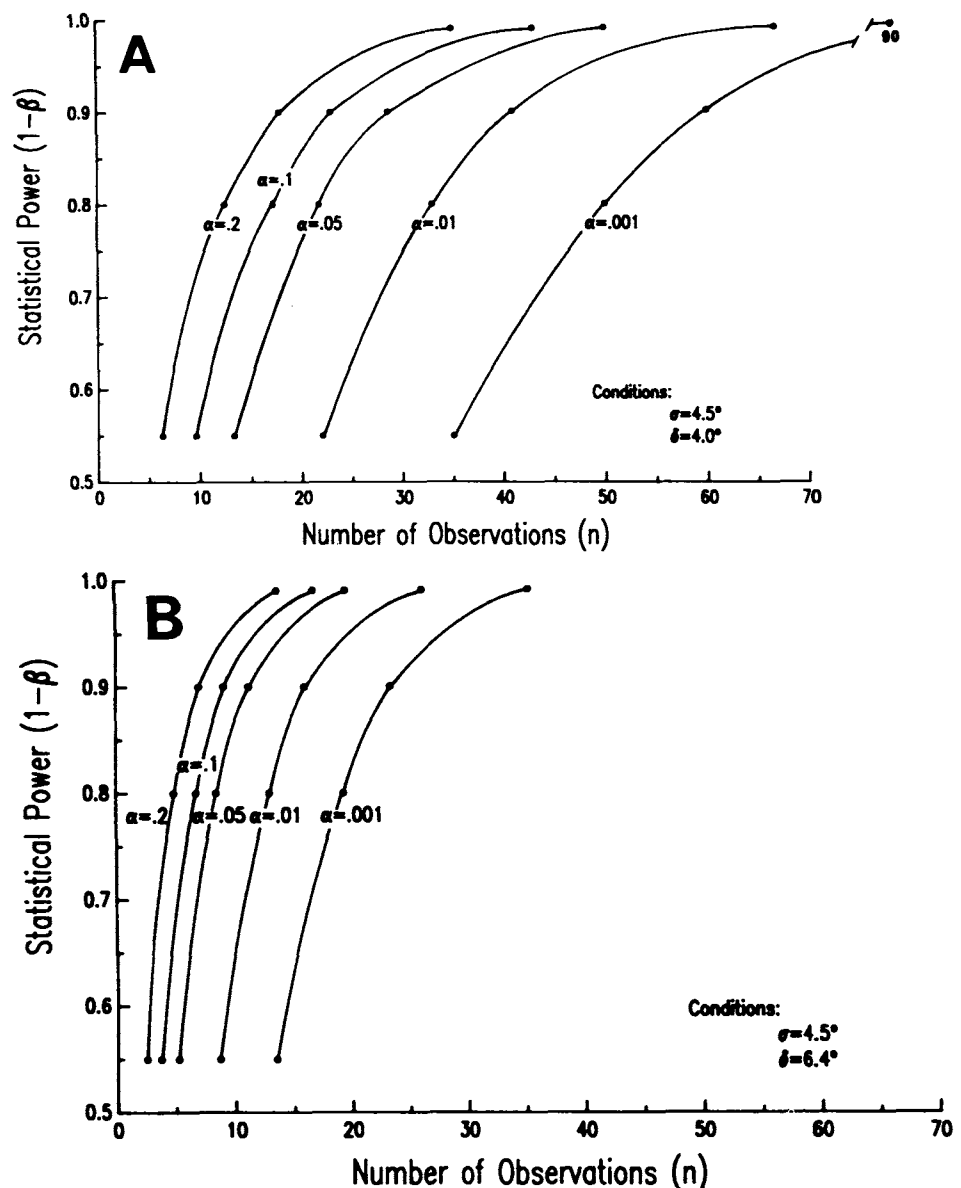 A
1.0
0.9
0.8
0.7
0.6
0.5
Statistical Power (1-β)
90
α=.2
α=.1
α=.05
α=.01
α=.001
Conditions:
σ=4.5°
δ=4.0°
0 10 20 30 40 50 60 70
Number of Observations (n)
B
1.0
0.9
0.8
0.7
0.6
0.5
Statistical Power (1-β)
α=.2
α=.1
α=.05
α=.01
α=.001
Conditions:
σ=4.5°
δ=6.4°
0 10 20 30 40 50 60 70
Number of Observations (n)